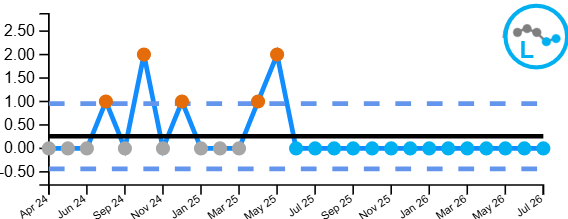 2.50
2.00
1.50
1.00
0.50
0.00
-0.50
Apr 24
Jun 24
Sep 24
Nov 24
Jan 25
Mar 25
May 25
Jul 25
Sep 25
Nov 25
Jan 26
Mar 26
May 26
Jul 26
L